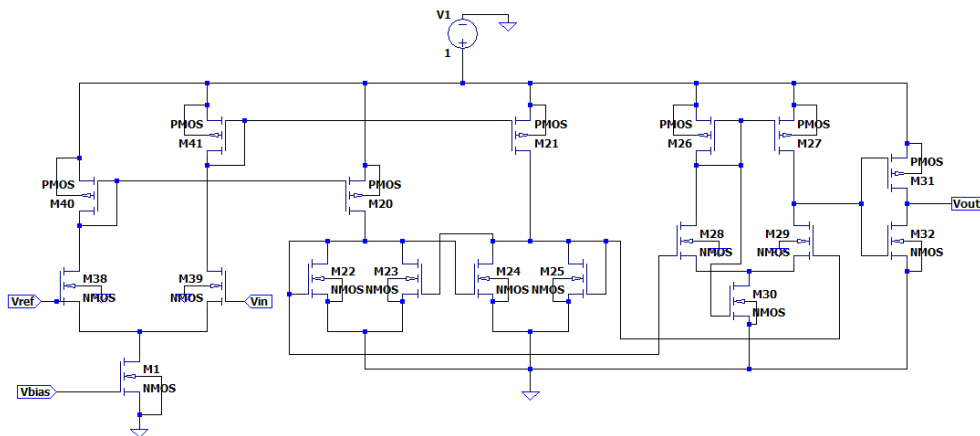 V1
1
PMOS
M41
PMOS
M21
PMOS
M26
PMOS
M27
PMOS
M40
PMOS
M20
PMOS
M31
Vout
M38
NMOS
M39
NMOS
Vref
Vin
M22
NMOS
M23
NMOS
M24
NMOS
M25
NMOS
M28
NMOS
M29
NMOS
M32
NMOS
M30
NMOS
M1
NMOS
Vbias